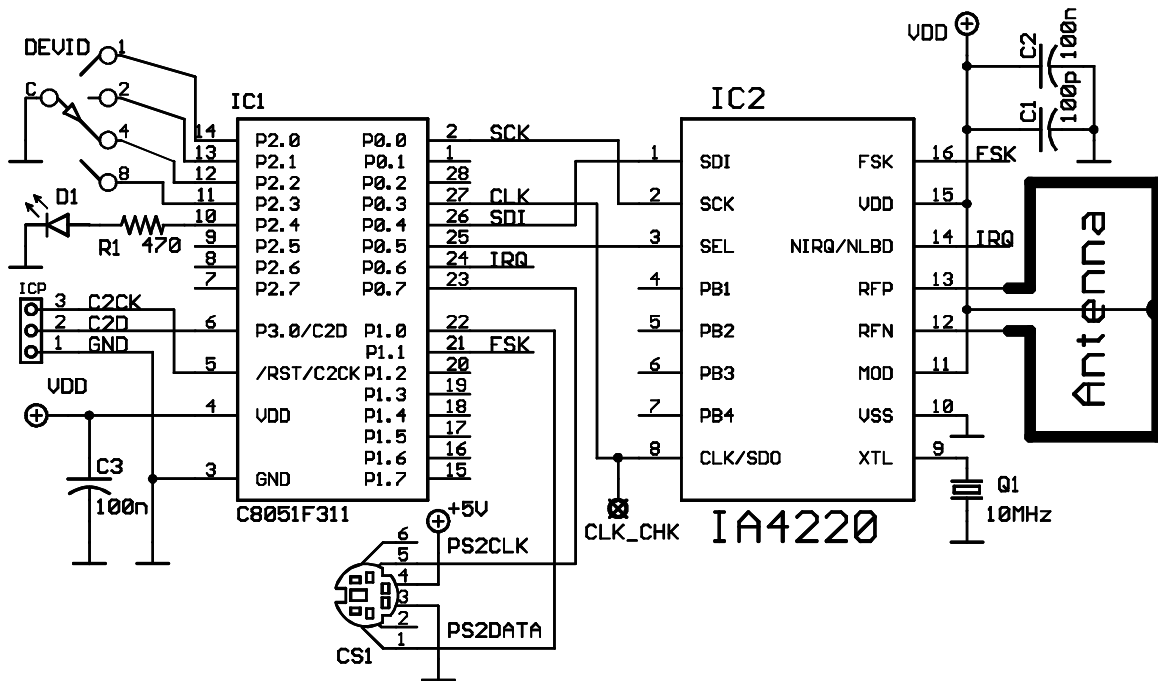 DEVID
1
C
2
4
8
D1
R1
470
ICP
3 C2CK
2 C2D
1 GND
VDD
C3
100n
IC1
14 P2.0
13 P2.1
12 P2.2
11 P2.3
10 P2.4
9 P2.5
8 P2.6
7 P2.7
6 P3.0/C2D
5 /RST/C2CK
4 VDD
3 GND
P0.0 2 SCK
P0.1 1
P0.2 28
P0.3 27 CLK
P0.4 26 SDI
P0.5 25
P0.6 24 IRQ
P0.7 23
P1.0 22
P1.1 21 FSK
P1.2 20
P1.3 19
P1.4 18
P1.5 17
P1.6 16
P1.7 15
C8051F311
+5V
6
5 PS2CLK
4
3
2
1 PS2DATA
CS1
IC2
1 SDI
2 SCK
3 SEL
4 PB1
5 PB2
6 PB3
7 PB4
8 CLK/SDO
FSK 16 FSK
VDD 15
NIRQ/NLBD 14 IRQ
RFP 13
RFN 12
MOD 11
VSS 10
XTL 9
IA4220
CLK_CHK
VDD
C2
100n
C1
100p
Antenna
Q1
10MHz